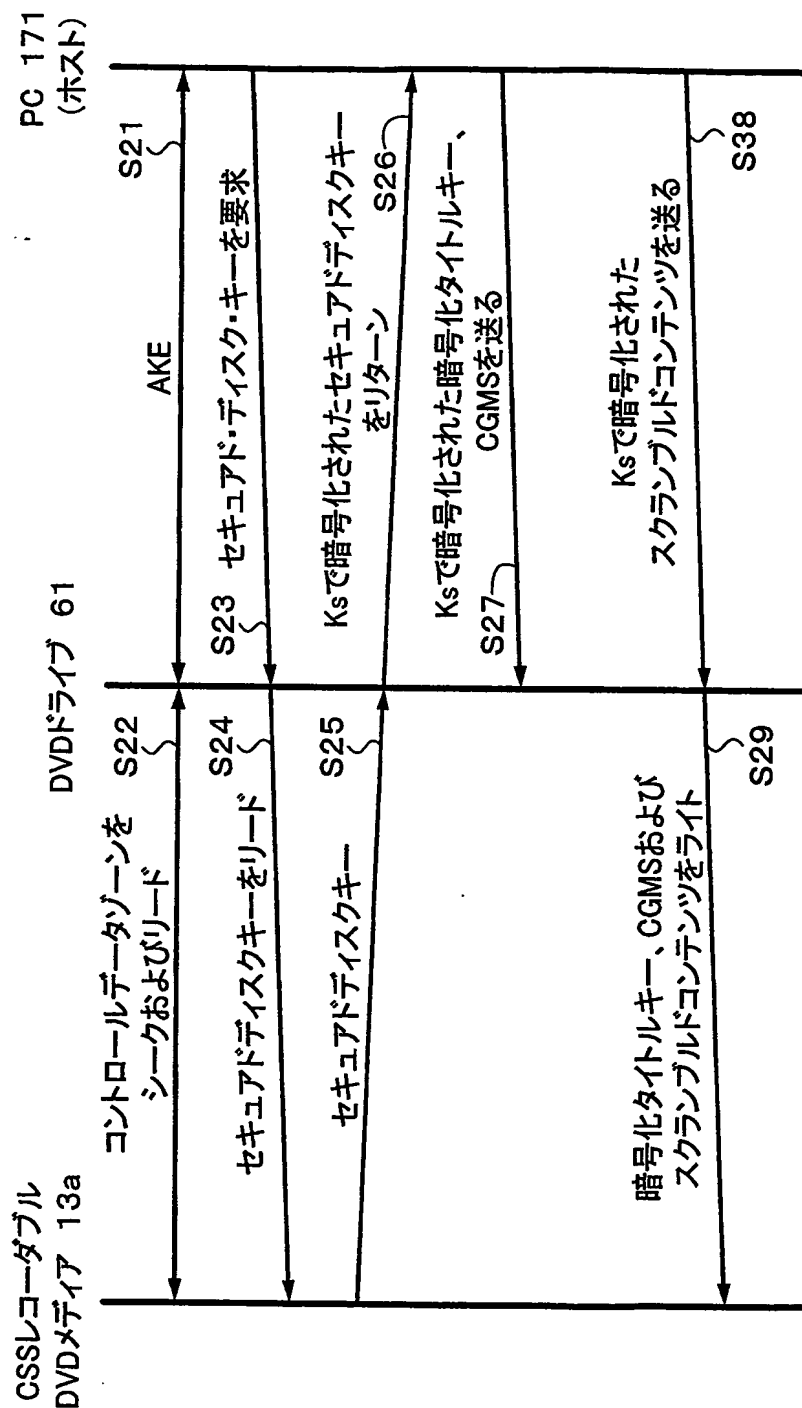 CSSレコーダブル
DVDメディア 13a
DVDドライブ 61
PC 171
(ホスト)
コントロールデータゾーンを
シークおよびリード
S22
AKE
S21
セキュアドディスクキーをリード
S24
S23
セキュアド・ディスク・キーを要求
セキュアドディスクキー
S25
Ksで暗号化されたセキュアドディスクキー
をリターン
S26
Ksで暗号化された暗号化タイトルキー、
CGMSを送る
S27
暗号化タイトルキー、CGMSおよび
スクランブルドコンテンツをライト
S29
Ksで暗号化された
スクランブルドコンテンツを送る
S38